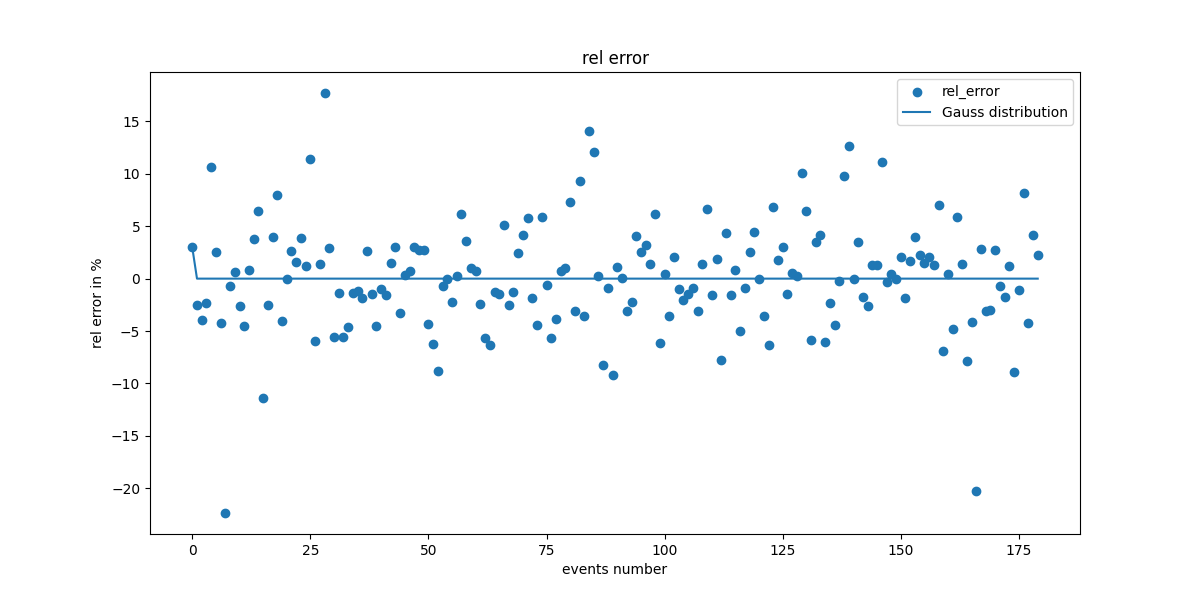 rel error
rel_error
Gauss distribution
rel error in %
15
10
5
0
−5
−10
−15
−20
0 25 50 75 100 125 150 175
events number